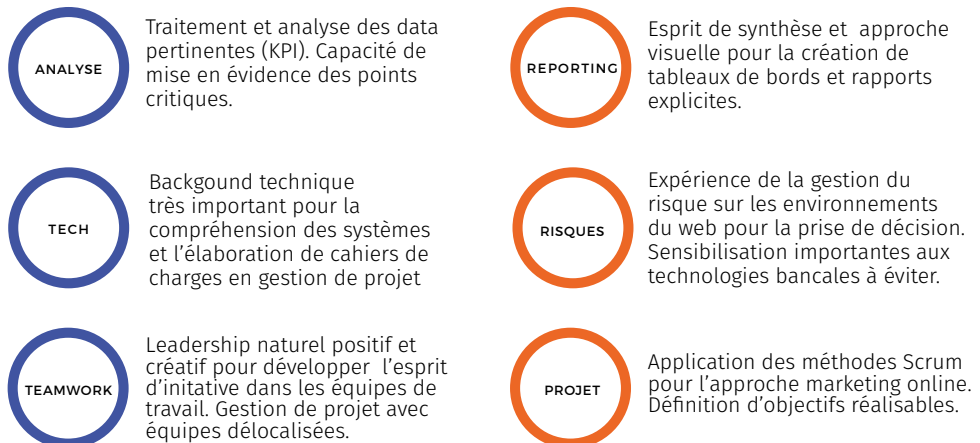 ANALYSE
Traitement et analyse des data
pertinentes (KPI). Capacité de
mise en évidence des points
critiques.
REPORTING
Esprit de synthèse et  approche
visuelle pour la création de
tableaux de bords et rapports
explicites.
TECH
Backgound technique
très important pour la
compréhension des systèmes
et l'élaboration de cahiers de
charges en gestion de projet
RISQUES
Expérience de la gestion du
risque sur les environnements
du web pour la prise de décision.
Sensibilisation importantes aux
technologies bancales à éviter.
TEAMWORK
Leadership naturel positif et
créatif pour développer  l'esprit
d'initative dans les équipes de
travail. Gestion de projet avec
équipes délocalisées.
PROJET
Application des méthodes Scrum
pour l'approche marketing online.
Définition d'objectifs réalisables.